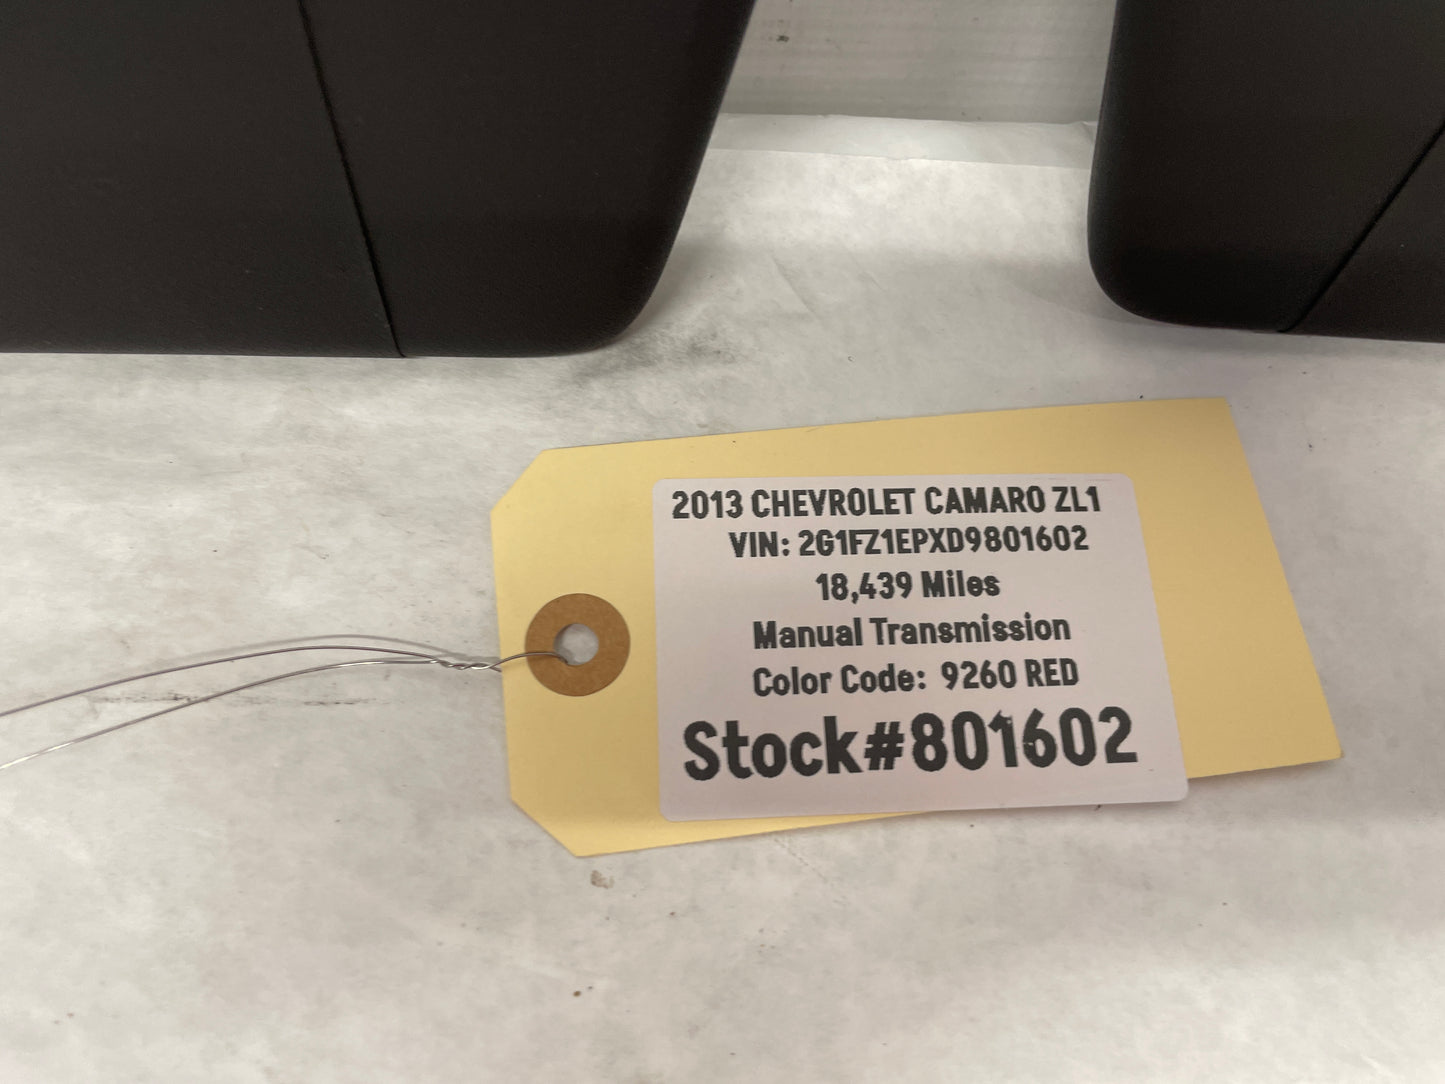 2013 CHEVROLET CAMARO ZL1
VIN: 2G1FZ1EPXD9801602
18,439 Miles
Manual Transmission
Color Code: 9260 RED
Stock#801602